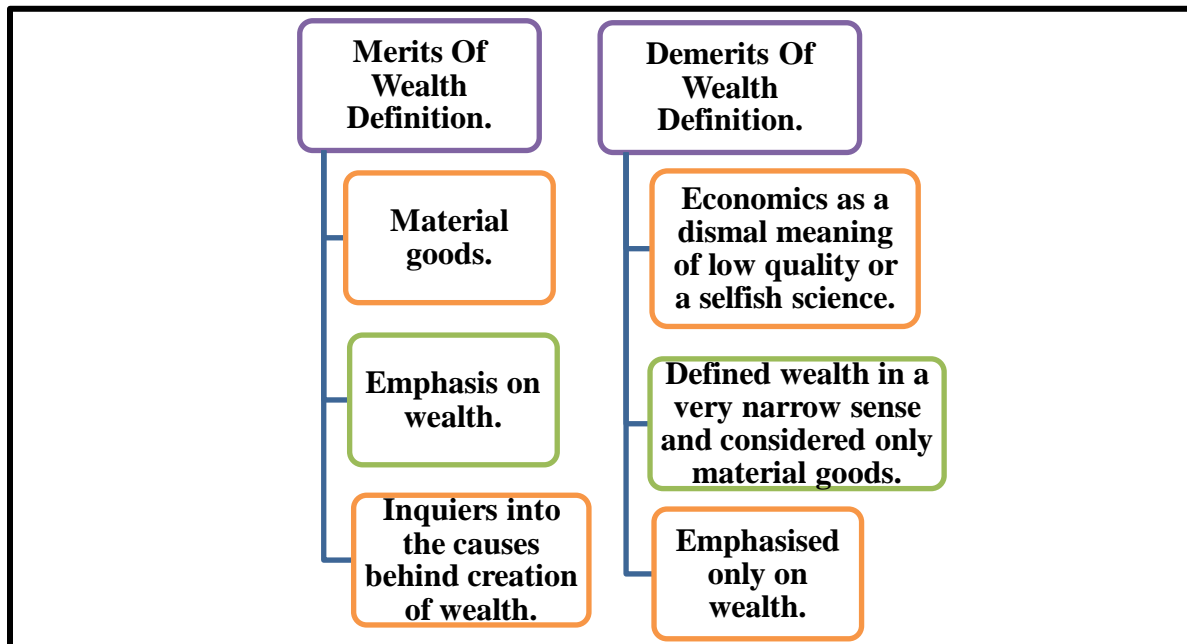 Merits Of
Wealth
Definition.
Material
goods.
Emphasis on
wealth.
Inquiers into
the causes
behind creation
of wealth.
Demerits Of
Wealth
Definition.
Economics as a
dismal meaning
of low quality or
a selfish science.
Defined wealth in a
very narrow sense
and considered only
material goods.
Emphasised
only on
wealth.